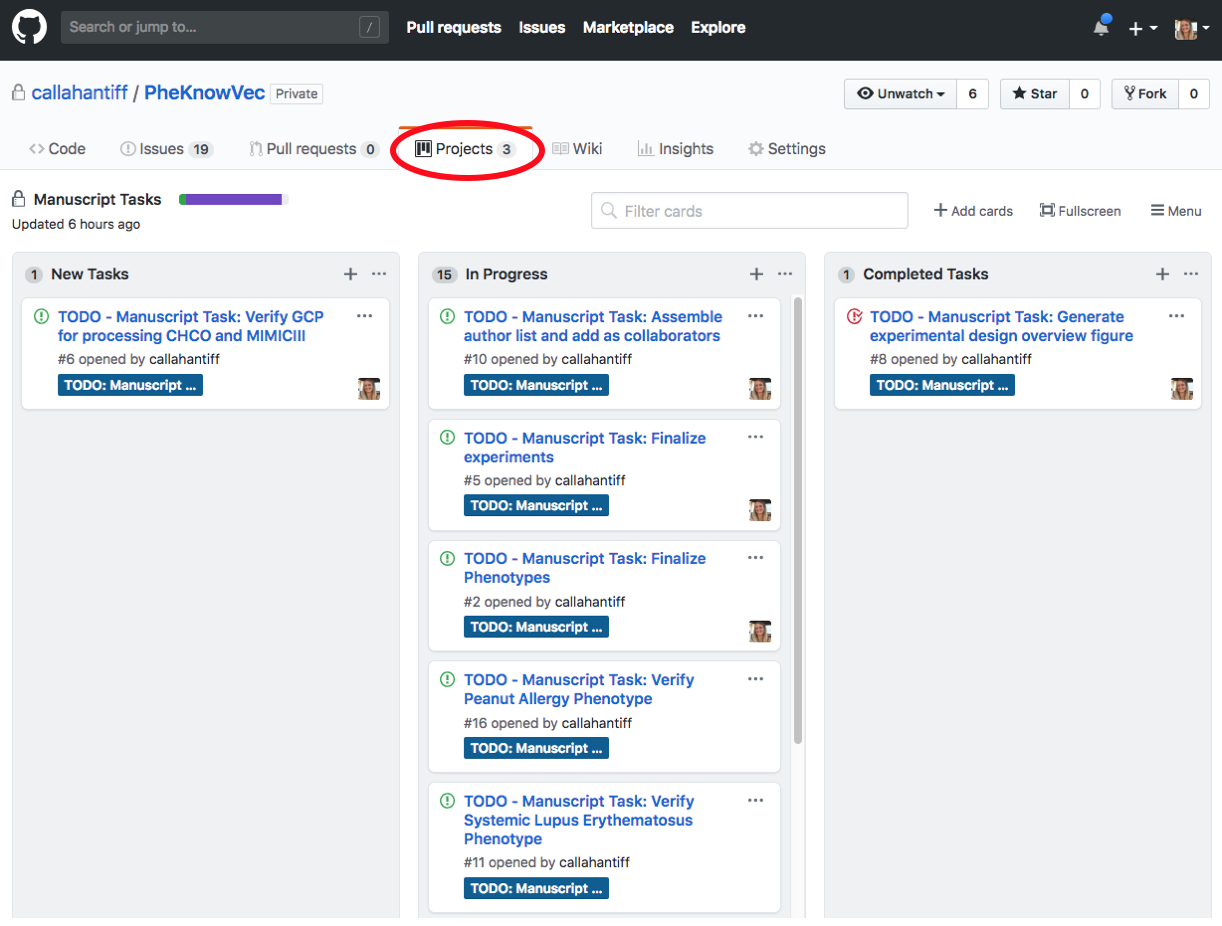 Search or jump to... /
Pull requests Issues Marketplace Explore
callahantiff / PheKnowVec Private
Unwatch 6 Star 0 Fork 0
Code Issues 19 Pull requests 0 Projects 3 Wiki Insights Settings
Manuscript Tasks
Updated 6 hours ago
Filter cards
Add cards Fullscreen Menu
1 New Tasks
TODO - Manuscript Task: Verify GCP
for processing CHCO and MIMICIII
#6 opened by callahantiff
TODO: Manuscript ...
15 In Progress
TODO - Manuscript Task: Assemble
author list and add as collaborators
#10 opened by callahantiff
TODO: Manuscript ...
TODO - Manuscript Task: Finalize
experiments
#5 opened by callahantiff
TODO: Manuscript ...
TODO - Manuscript Task: Finalize
Phenotypes
#2 opened by callahantiff
TODO: Manuscript ...
TODO - Manuscript Task: Verify
Peanut Allergy Phenotype
#16 opened by callahantiff
TODO: Manuscript ...
TODO - Manuscript Task: Verify
Systemic Lupus Erythematosus
Phenotype
#11 opened by callahantiff
TODO: Manuscript ...
1 Completed Tasks
TODO - Manuscript Task: Generate
experimental design overview figure
#8 opened by callahantiff
TODO: Manuscript ...